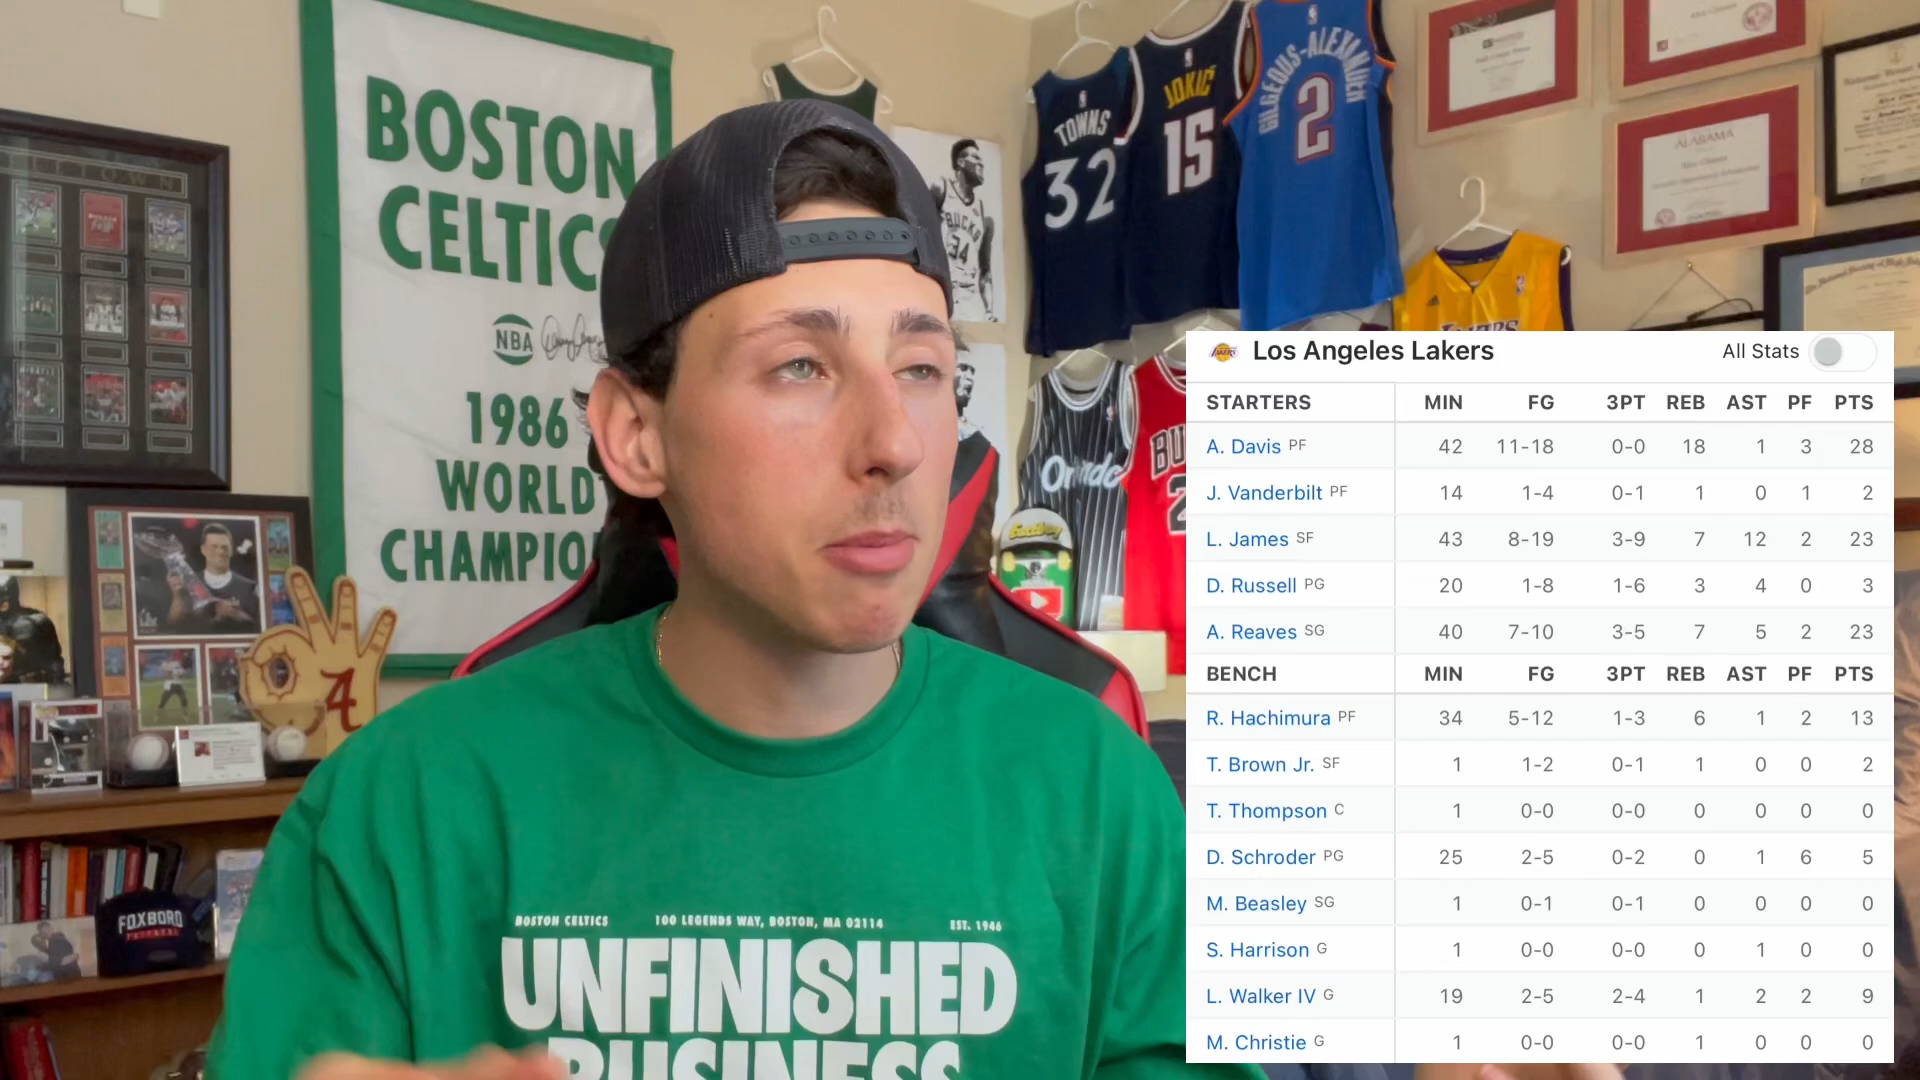 BOSTON
CELTICS
NBA
1986
WORLD
CHAMPIO
TOWNS
32
JOKIĆ
15
GILGEOUS-ALEXANDER
2
BUCKS
34
ALABAMA
Orlando
BU
2
A
FOXBORO
BOSTON CELTICS 100 LEGENDS WAY, BOSTON, MA 02114 EST. 1946
UNFINISHED
BUSINESS
Los Angeles Lakers All Stats
STARTERS MIN FG 3PT REB AST PF PTS
A. Davis PF 42 11-18 0-0 18 1 3 28
J. Vanderbilt PF 14 1-4 0-1 1 0 1 2
L. James SF 43 8-19 3-9 7 12 2 23
D. Russell PG 20 1-8 1-6 3 4 0 3
A. Reaves SG 40 7-10 3-5 7 5 2 23
BENCH MIN FG 3PT REB AST PF PTS
R. Hachimura PF 34 5-12 1-3 6 1 2 13
T. Brown Jr. SF 1 1-2 0-1 1 0 0 2
T. Thompson C 1 0-0 0-0 0 0 0 0
D. Schroder PG 25 2-5 0-2 0 1 6 5
M. Beasley SG 1 0-1 0-1 0 0 0 0
S. Harrison G 1 0-0 0-0 0 1 0 0
L. Walker IV G 19 2-5 2-4 1 2 2 9
M. Christie G 1 0-0 0-0 1 0 0 0